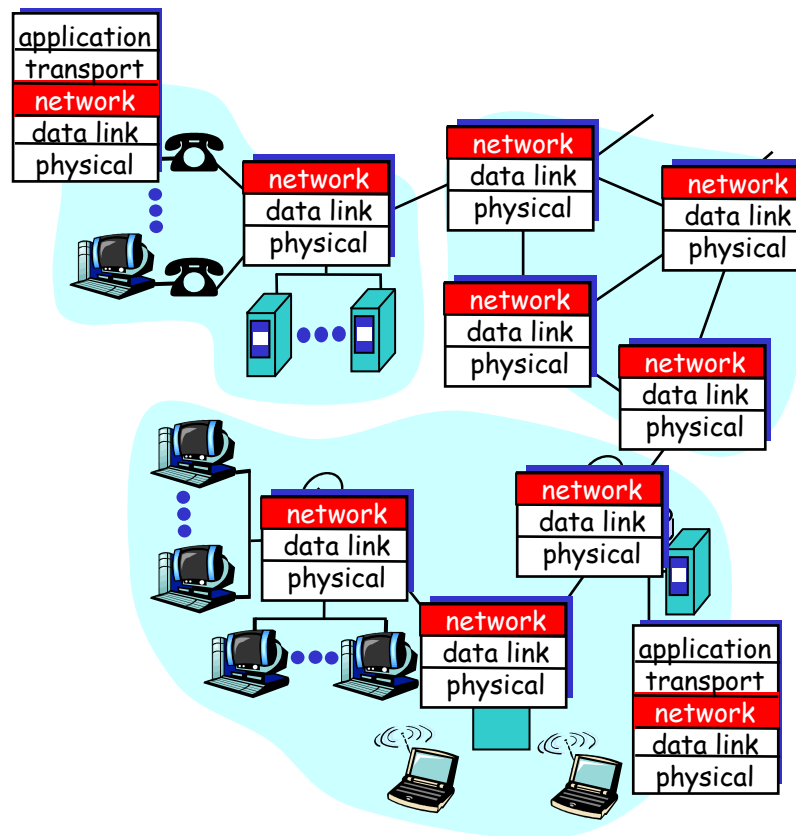 application
transport
network
data link
physical
network
data link
physical
network
data link
physical
network
data link
physical
network
data link
physical
network
data link
physical
network
data link
physical
network
data link
physical
network
data link
physical
application
transport
network
data link
physical